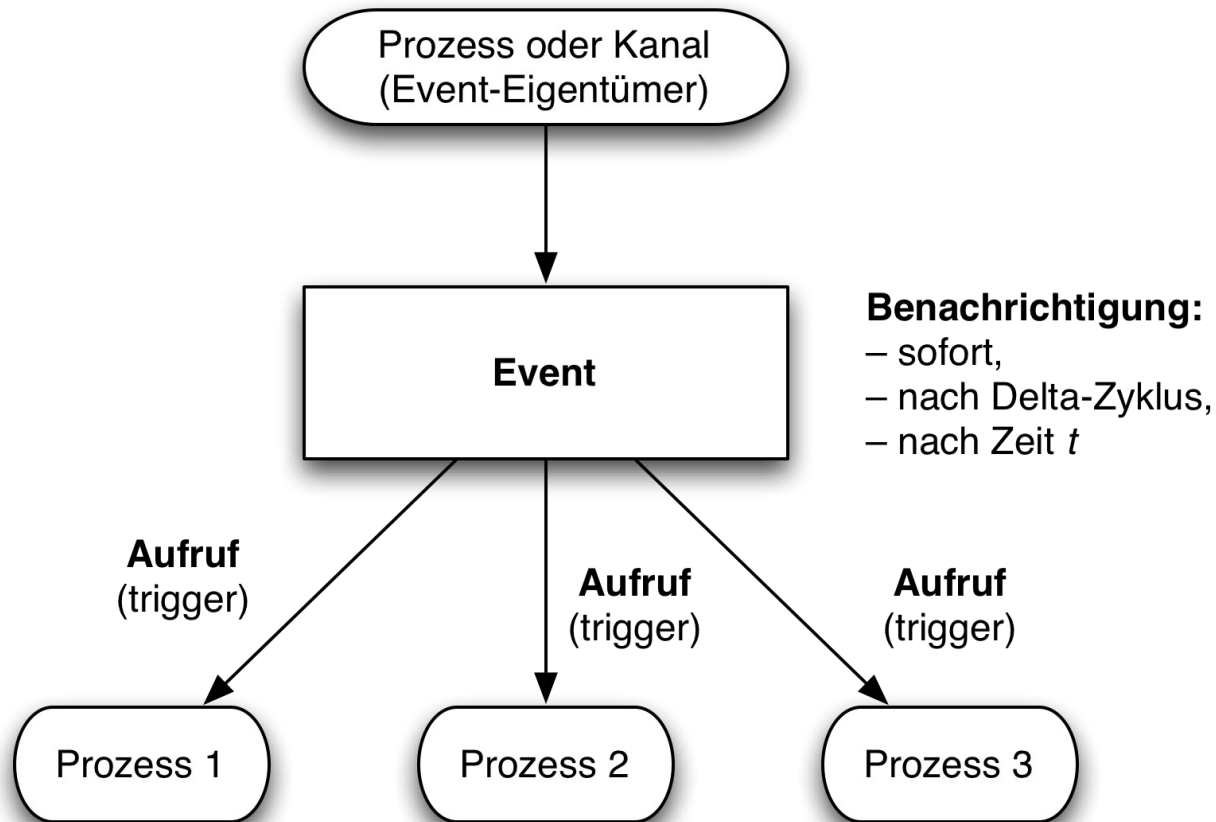 Prozess oder Kanal
(Event-Eigentümer)
Event
Benachrichtigung:
– sofort,
– nach Delta-Zyklus,
– nach Zeit t
Aufruf
(trigger)
Aufruf
(trigger)
Aufruf
(trigger)
Prozess 1
Prozess 2
Prozess 3